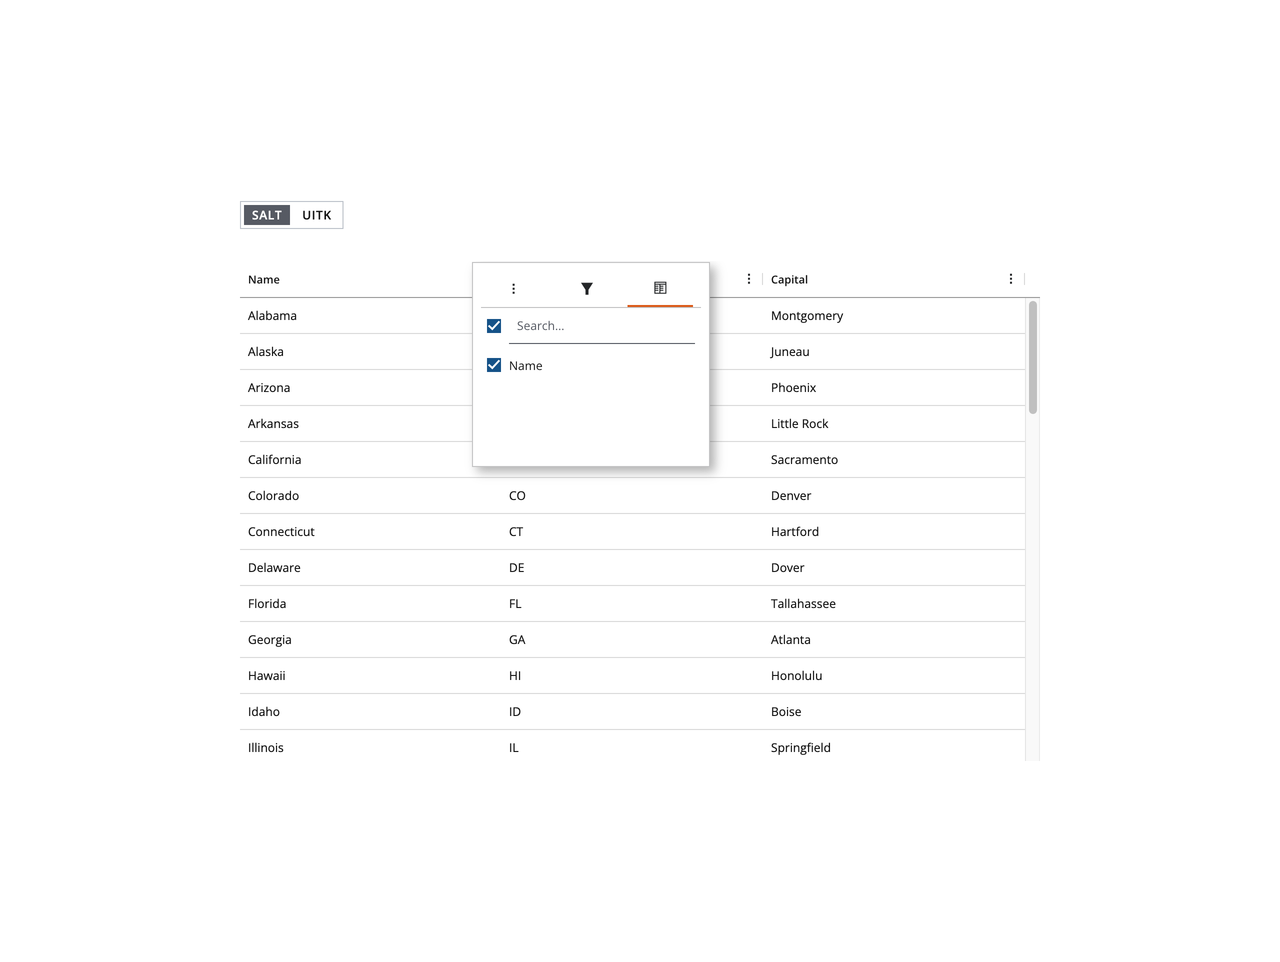 SALT UITK
Name Capital
Search...
Name
Alabama Montgomery
Alaska Juneau
Arizona Phoenix
Arkansas Little Rock
California Sacramento
Colorado CO Denver
Connecticut CT Hartford
Delaware DE Dover
Florida FL Tallahassee
Georgia GA Atlanta
Hawaii HI Honolulu
Idaho ID Boise
Illinois IL Springfield